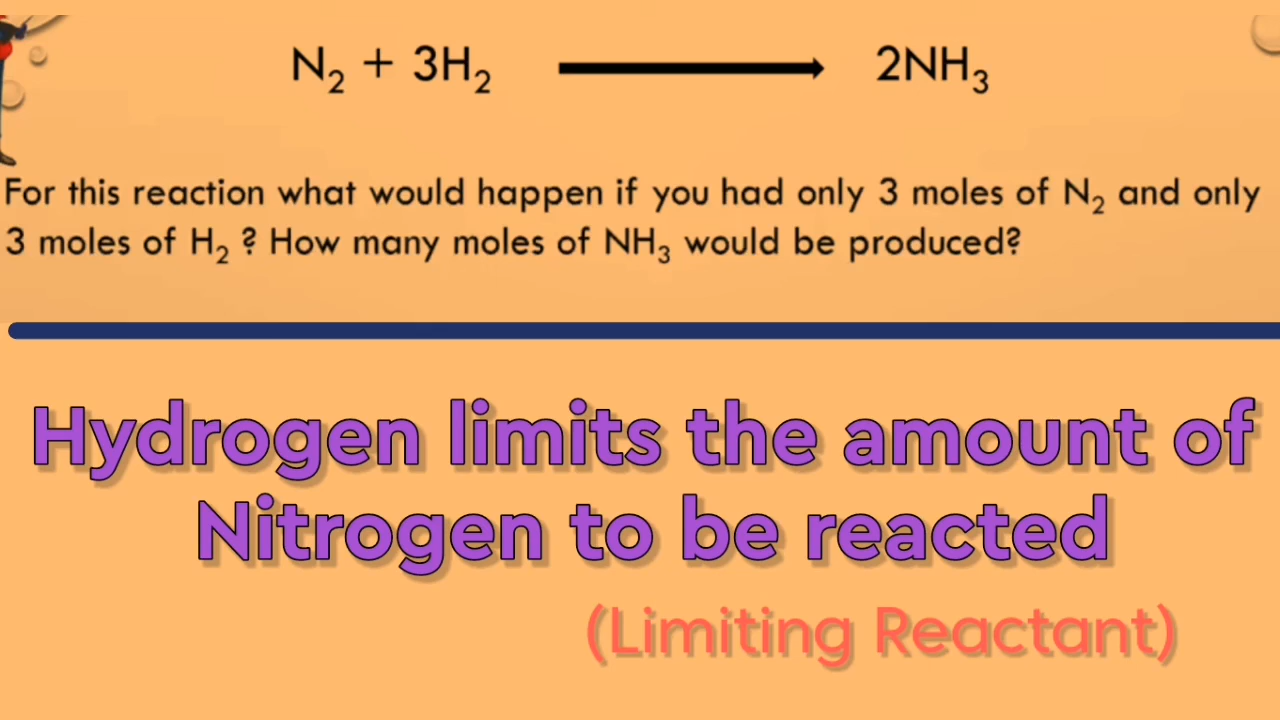 N₂ + 3H₂ ⟶ 2NH₃
For this reaction what would happen if you had only 3 moles of N₂ and only
3 moles of H₂ ? How many moles of NH₃ would be produced?
Hydrogen limits the amount of
Nitrogen to be reacted
(Limiting Reactant)